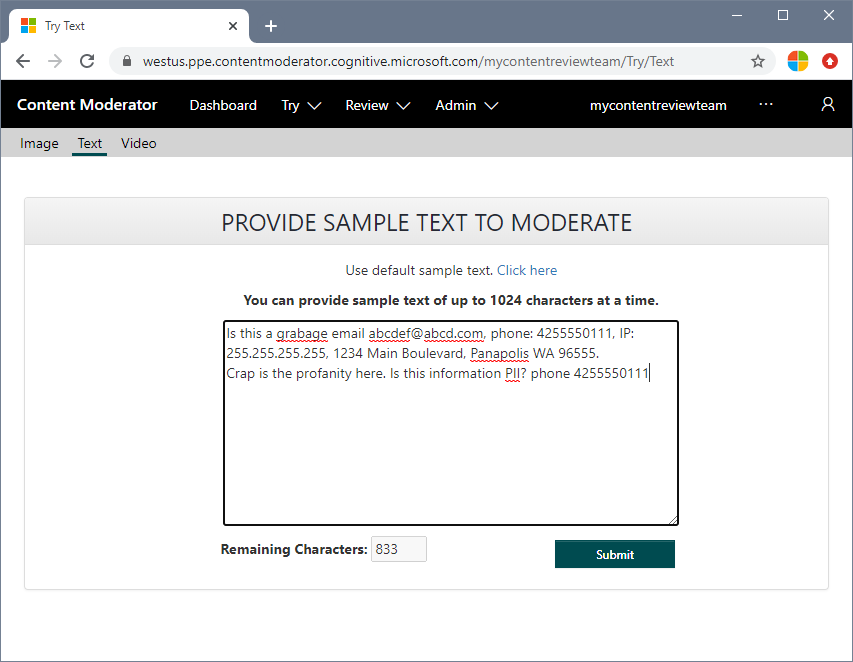 Try Text
westus.ppe.contentmoderator.cognitive.microsoft.com/mycontentreviewteam/Try/Text
Content Moderator Dashboard Try Review Admin mycontentreviewteam ...
Image Text Video
PROVIDE SAMPLE TEXT TO MODERATE
Use default sample text. Click here
You can provide sample text of up to 1024 characters at a time.
Is this a grabage email abcdef@abcd.com, phone: 4255550111, IP:
255.255.255.255, 1234 Main Boulevard, Panapolis WA 96555.
Crap is the profanity here. Is this information PII? phone 4255550111
Remaining Characters: 833 Submit